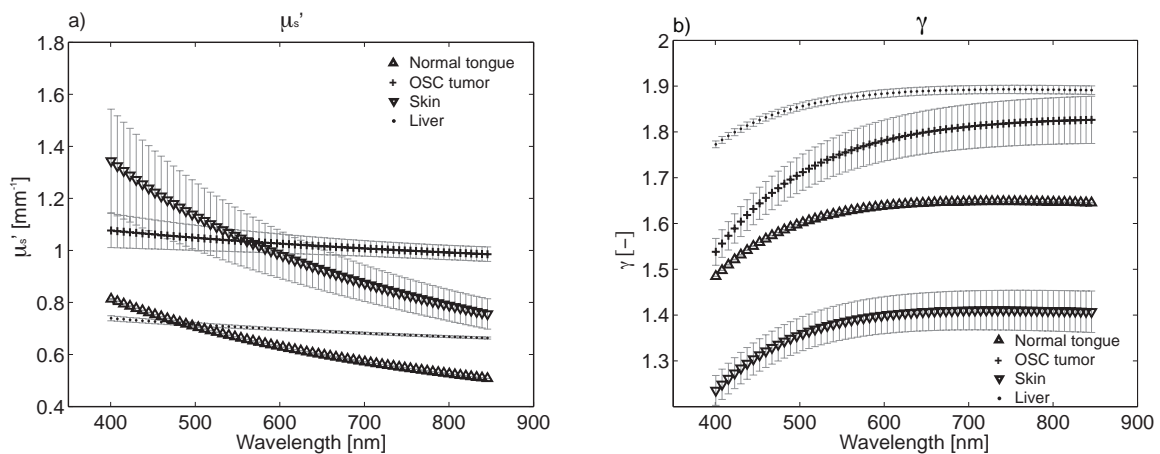 a)
μs'
1.8
1.6
1.4
1.2
1
0.8
0.6
0.4
μs' [mm⁻¹]
Normal tongue
OSC tumor
Skin
Liver
400 500 600 700 800 900
Wavelength [nm]
b)
γ
2
1.9
1.8
1.7
1.6
1.5
1.4
1.3
γ [−]
Normal tongue
OSC tumor
Skin
Liver
400 500 600 700 800 900
Wavelength [nm]